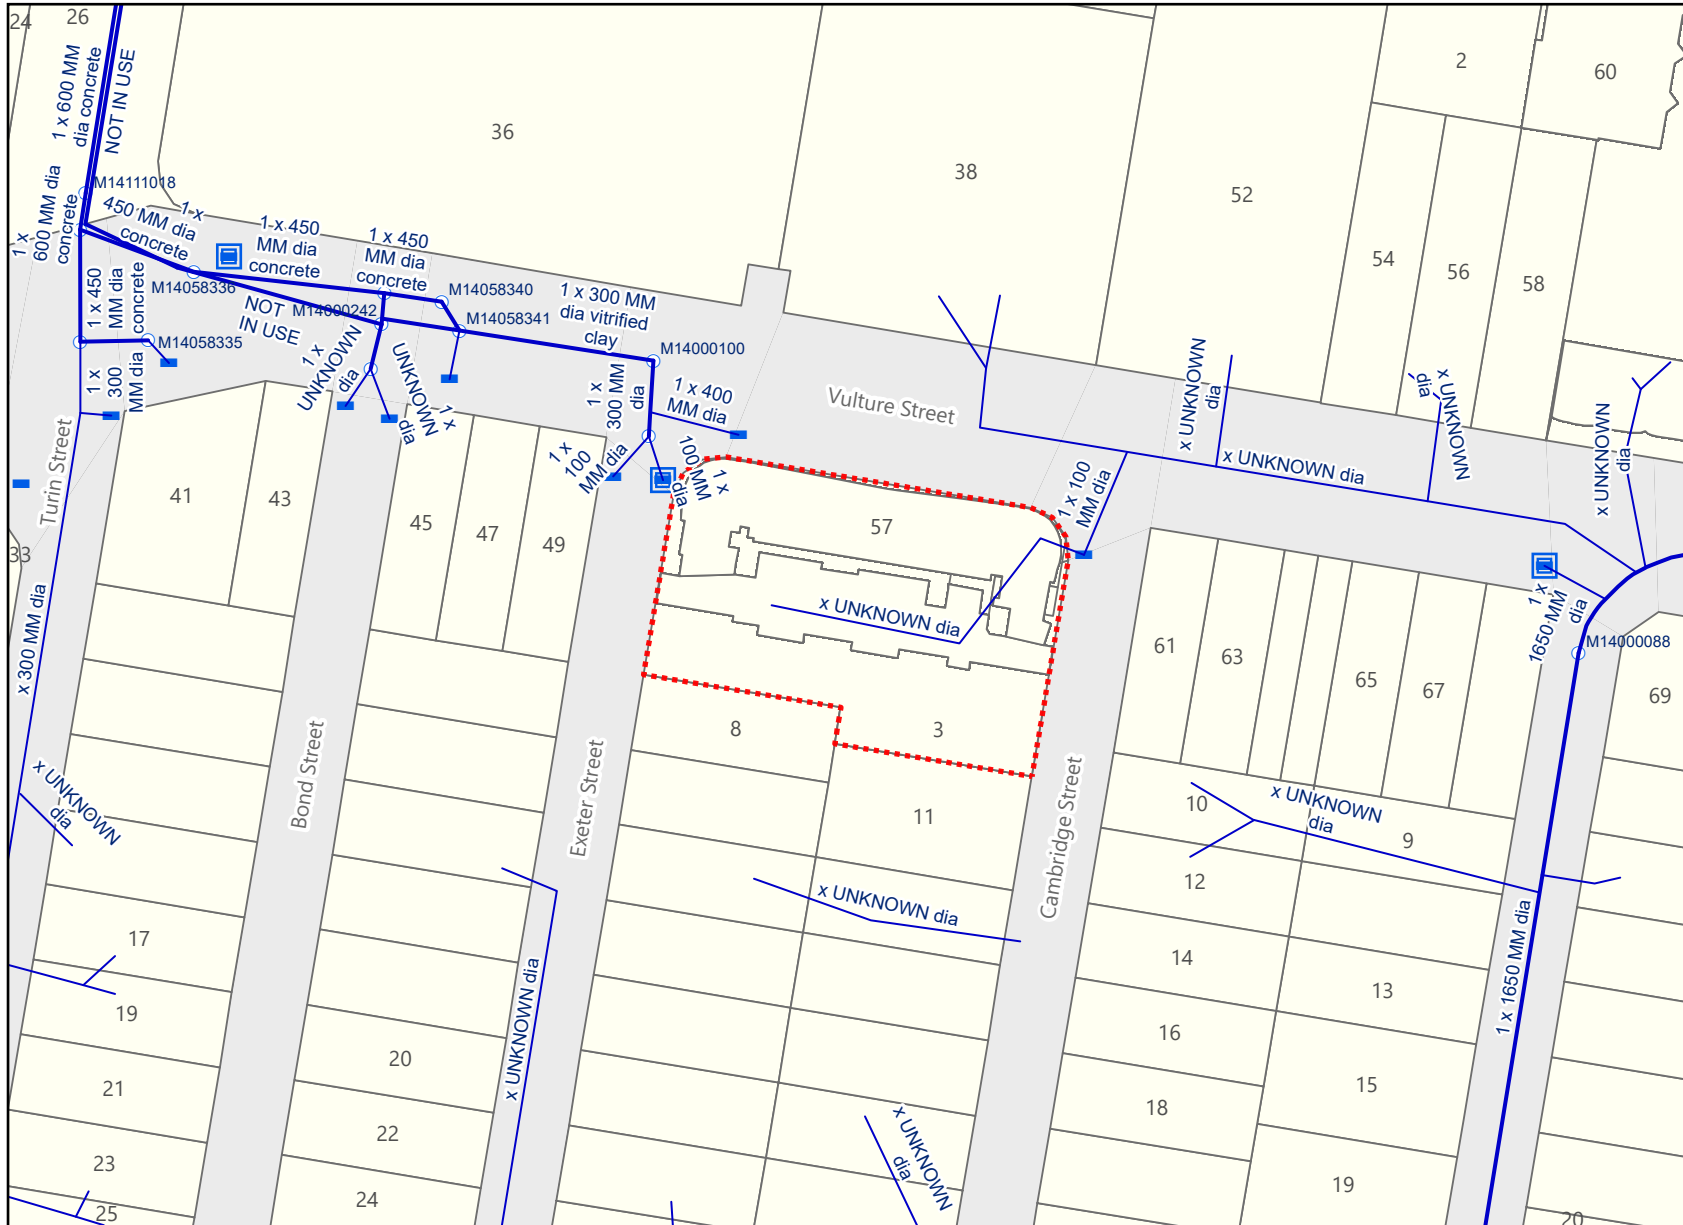 24
26
1 x 600 MM
dia concrete
NOT IN USE
36
38
52
2
60
54
56
58
M14111018
1 x
600 MM dia
concrete
1 x
450 MM dia
concrete
1 x 450
MM dia
concrete
1 x 450
MM dia
concrete
M14058336
NOT
IN USE
M14000242
M14058340
M14058341
1 x 300 MM
dia vitrified
clay
M14000100
1 x 450
MM dia
concrete
M14058335
1 x
300
MM dia
1 x
UNKNOWN
dia
1 x
UNKNOWN
dia
1 x
300 MM
dia
1 x 400
MM dia
1 x
100
MM dia
1 x
100 MM
dia
Vulture Street
x UNKNOWN
dia
x UNKNOWN dia
x UNKNOWN
dia
x UNKNOWN
dia
1 x 100
MM dia
Turin Street
41
43
45
47
49
57
33
x 300 MM dia
x UNKNOWN dia
61
63
65
67
1 x
1650 MM
dia
M14000088
69
8
3
Bond Street
Exeter Street
Cambridge Street
x UNKNOWN
dia
11
10
x UNKNOWN
dia
9
12
x UNKNOWN dia
17
19
21
23
25
20
22
24
x UNKNOWN dia
14
16
18
13
15
19
20
1 x 1650 MM dia
x UNKNOWN
dia